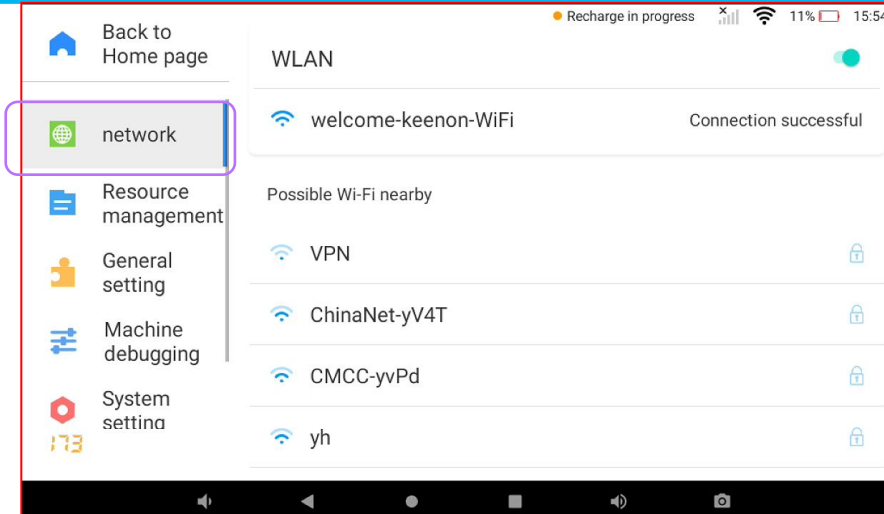 Recharge in progress 11% 15:54
Back to
Home page
WLAN
welcome-keenon-WiFi Connection successful
network
Possible Wi-Fi nearby
Resource
management
VPN
General
setting
ChinaNet-yV4T
Machine
debugging
CMCC-yvPd
System
setting
173
yh